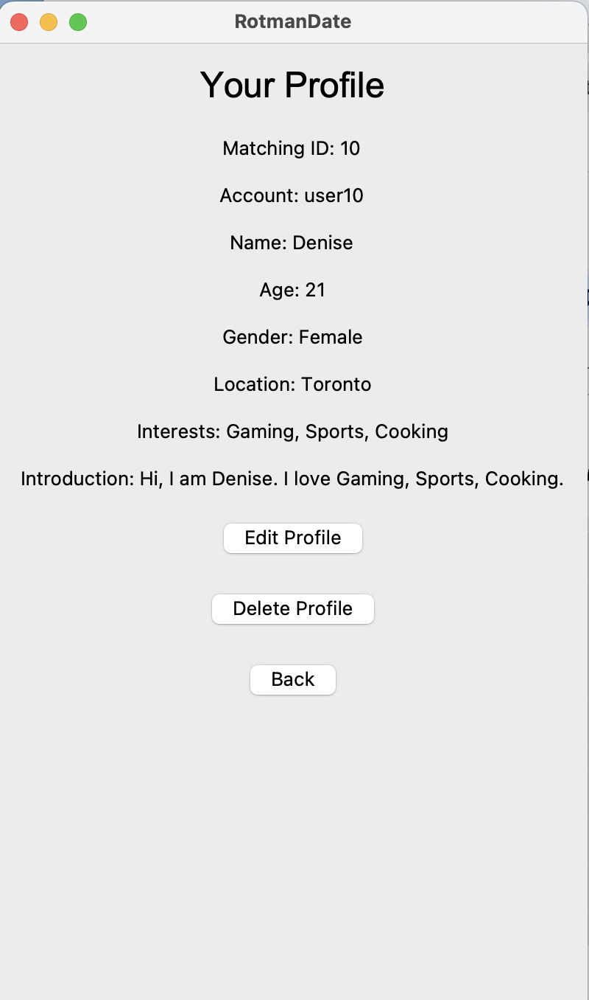 RotmanDate
Your Profile
Matching ID: 10
Account: user10
Name: Denise
Age: 21
Gender: Female
Location: Toronto
Interests: Gaming, Sports, Cooking
Introduction: Hi, I am Denise. I love Gaming, Sports, Cooking.
Edit Profile
Delete Profile
Back